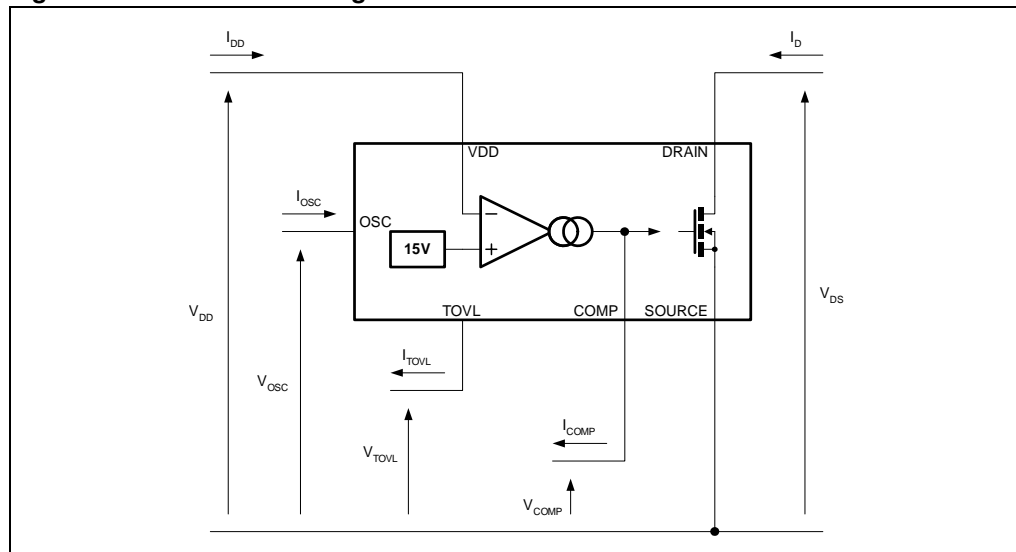 I_DD
I_D
VDD
DRAIN
I_OSC
OSC
−
15V
+
V_DD
V_DS
TOVL
COMP
SOURCE
I_TOVL
V_OSC
I_COMP
V_TOVL
V_COMP